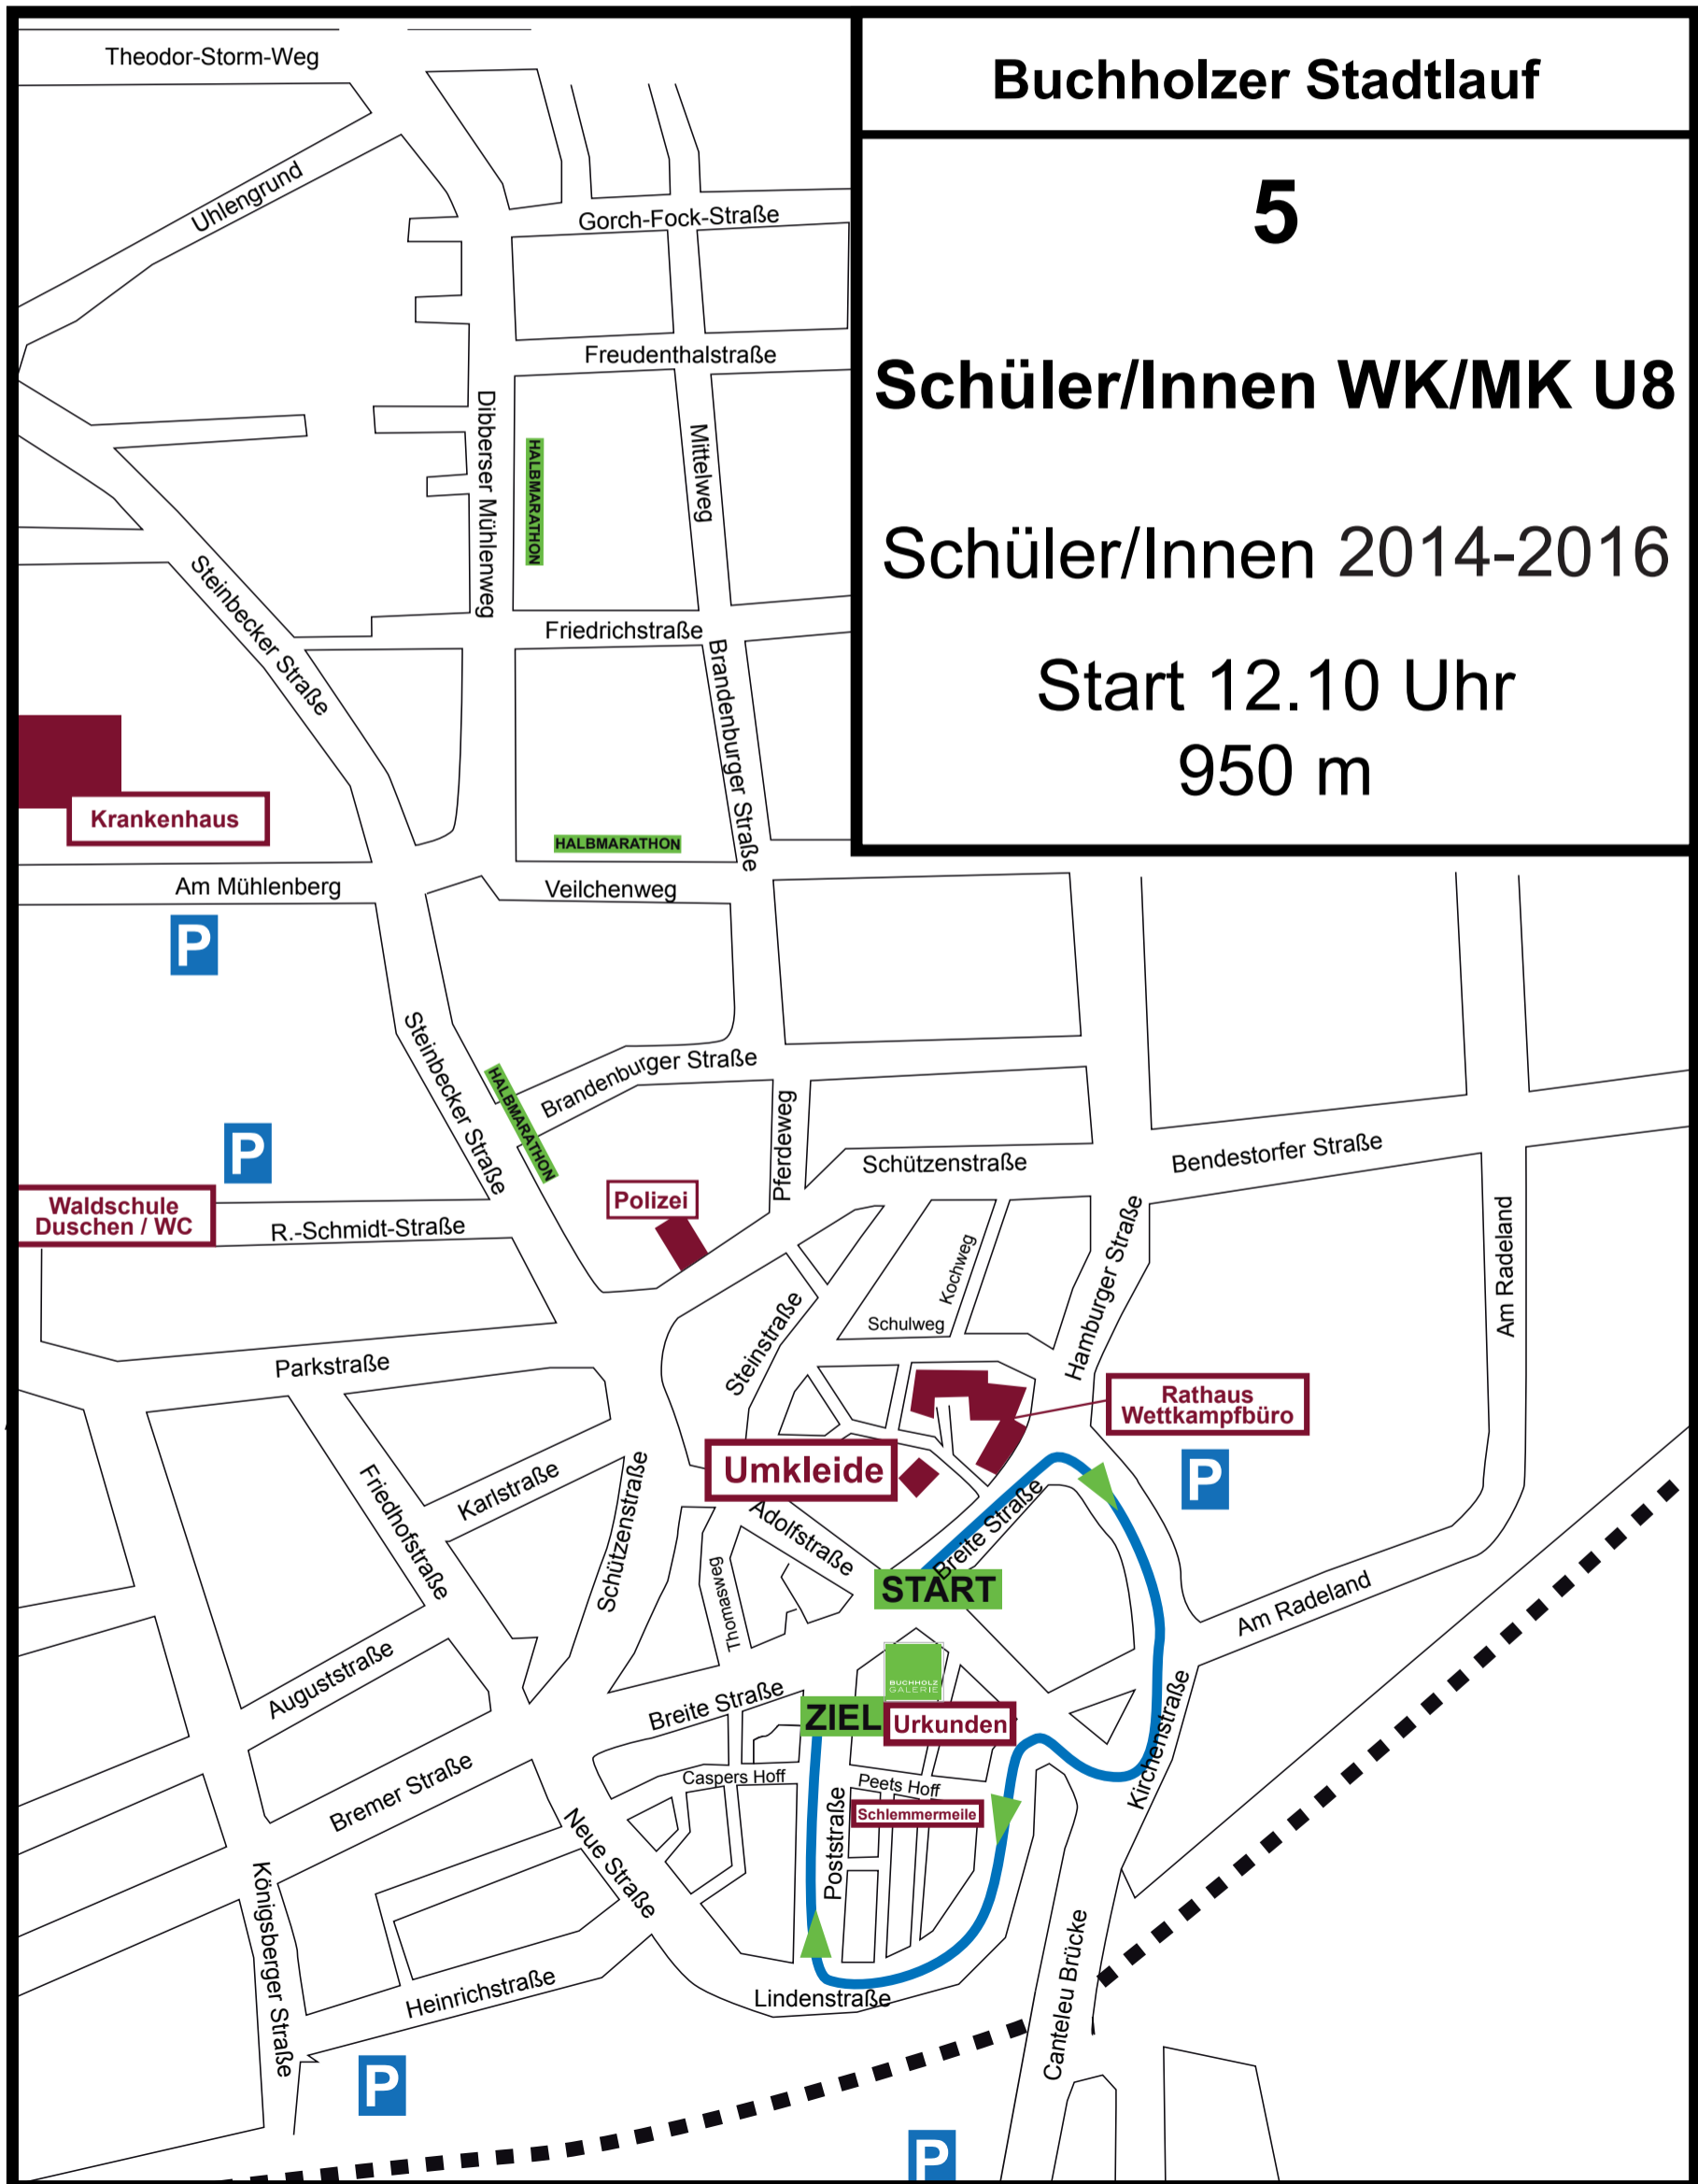 Theodor-Storm-Weg
Buchholzer Stadtlauf
5
Schüler/Innen WK/MK U8
Schüler/Innen 2014-2016
Start 12.10 Uhr
950 m
Uhlengrund
Gorch-Fock-Straße
Freudenthalstraße
Dibberser Mühlenweg
HALBMARATHON
Mittelweg
Steinbecker Straße
Friedrichstraße
Brandenburger Straße
Krankenhaus
HALBMARATHON
Am Mühlenberg
Veilchenweg
P
Steinbecker Straße
HALBMARATHON
Brandenburger Straße
Pferdeweg
P
Schützenstraße
Bendestorfer Straße
Waldschule
Duschen / WC
R.-Schmidt-Straße
Polizei
Kochweg
Schulweg
Hamburger Straße
Am Radeland
Steinstraße
Parkstraße
Rathaus
Wettkampfbüro
Umkleide
P
Friedhofstraße
Karlstraße
Schützenstraße
Adolfstraße
Breite Straße
Thomasweg
START
Am Radeland
Auguststraße
BUCHHOLZ
GALERIE
Breite Straße
ZIEL
Urkunden
Kirchenstraße
Bremer Straße
Caspers Hoff
Peets Hoff
Schlemmermeile
Poststraße
Neue Straße
Königsberger Straße
Heinrichstraße
Lindenstraße
Canteleu Brücke
P
P